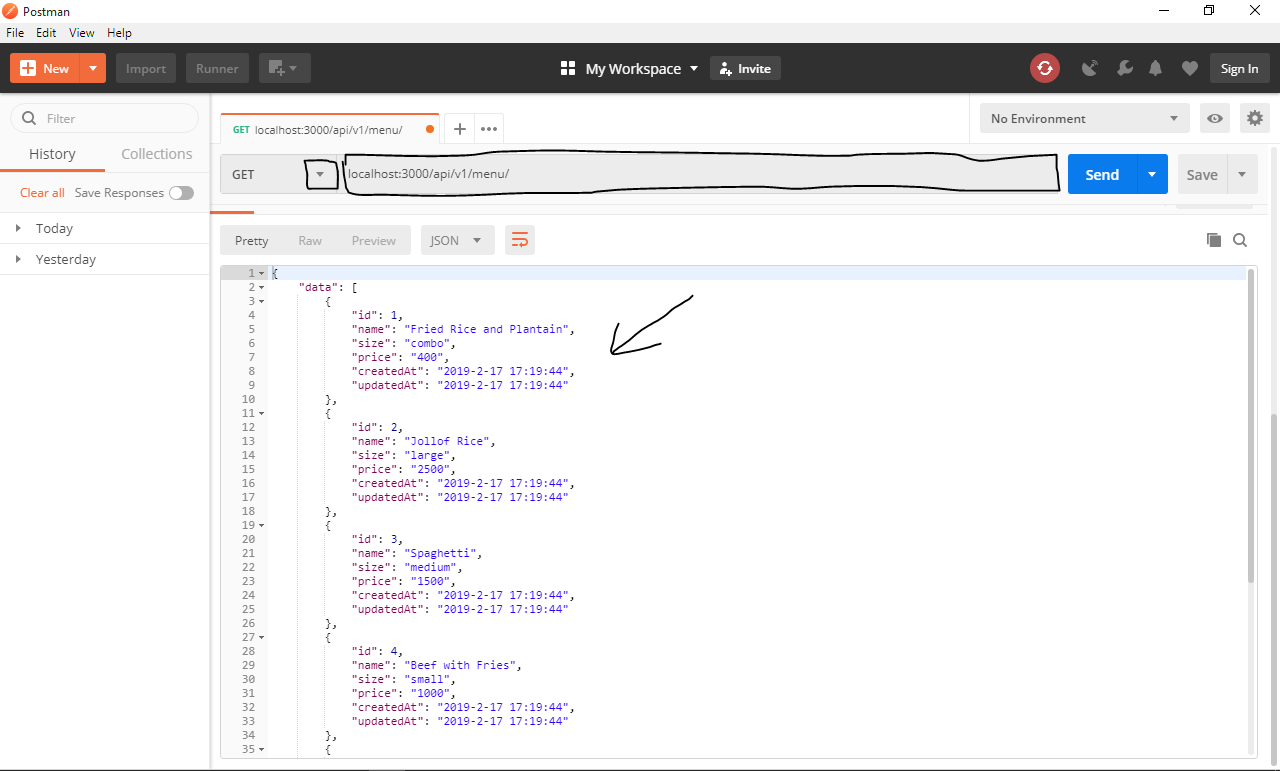 Postman
File Edit View Help
New Import Runner My Workspace Invite Sign In
Filter
History Collections
Clear all Save Responses
Today
Yesterday
GET localhost:3000/api/v1/menu/ + ••• No Environment
GET localhost:3000/api/v1/menu/ Send Save
Pretty Raw Preview JSON
1 {
2 "data": [
3 {
4 "id": 1,
5 "name": "Fried Rice and Plantain",
6 "size": "combo",
7 "price": "400",
8 "createdAt": "2019-2-17 17:19:44",
9 "updatedAt": "2019-2-17 17:19:44"
10 },
11 {
12 "id": 2,
13 "name": "Jollof Rice",
14 "size": "large",
15 "price": "2500",
16 "createdAt": "2019-2-17 17:19:44",
17 "updatedAt": "2019-2-17 17:19:44"
18 },
19 {
20 "id": 3,
21 "name": "Spaghetti",
22 "size": "medium",
23 "price": "1500",
24 "createdAt": "2019-2-17 17:19:44",
25 "updatedAt": "2019-2-17 17:19:44"
26 },
27 {
28 "id": 4,
29 "name": "Beef with Fries",
30 "size": "small",
31 "price": "1000",
32 "createdAt": "2019-2-17 17:19:44",
33 "updatedAt": "2019-2-17 17:19:44"
34 },
35 {